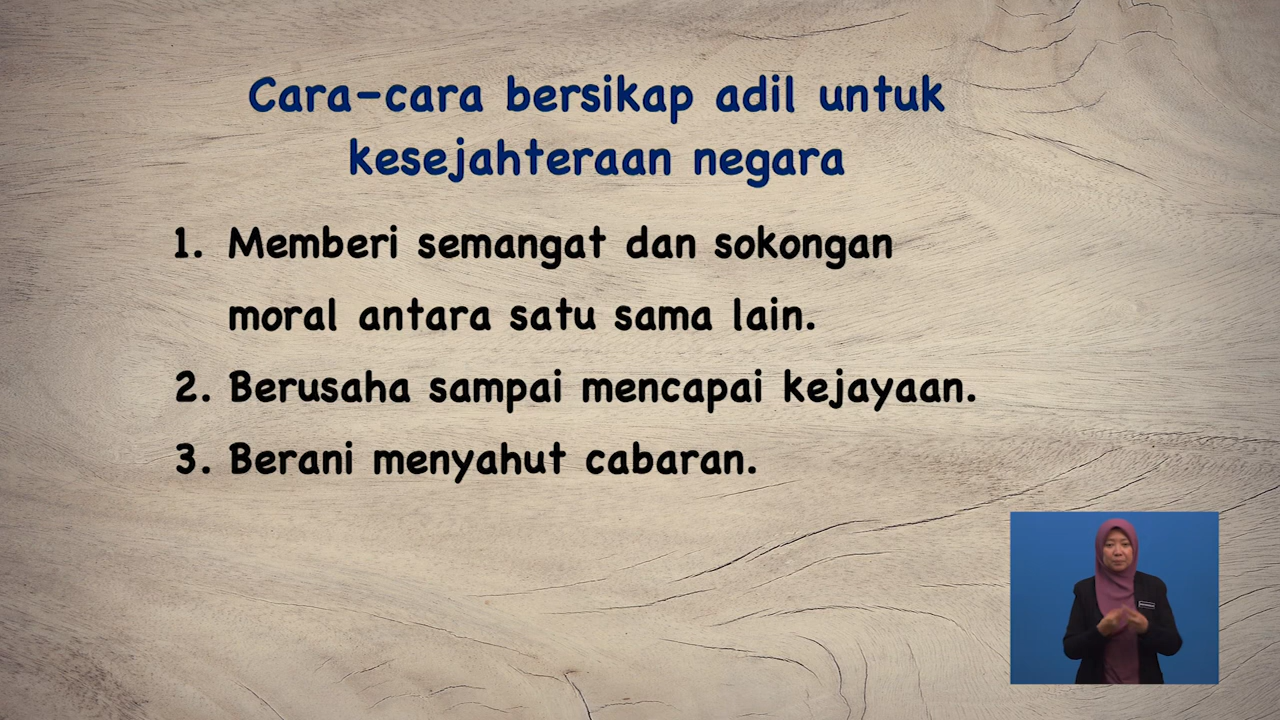 Cara-cara bersikap adil untuk
kesejahteraan negara
1. Memberi semangat dan sokongan
moral antara satu sama lain.
2. Berusaha sampai mencapai kejayaan.
3. Berani menyahut cabaran.